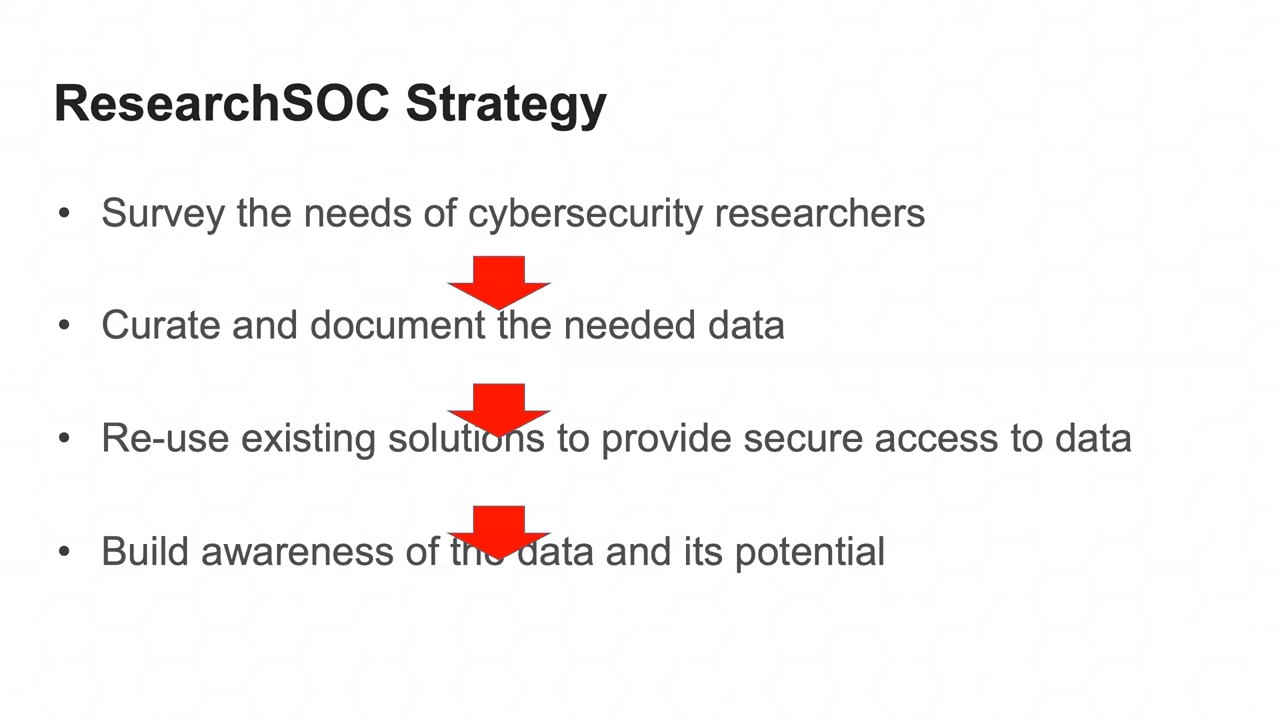 ResearchSOC Strategy
• Survey the needs of cybersecurity researchers
• Curate and document the needed data
• Re-use existing solutions to provide secure access to data
• Build awareness of the data and its potential